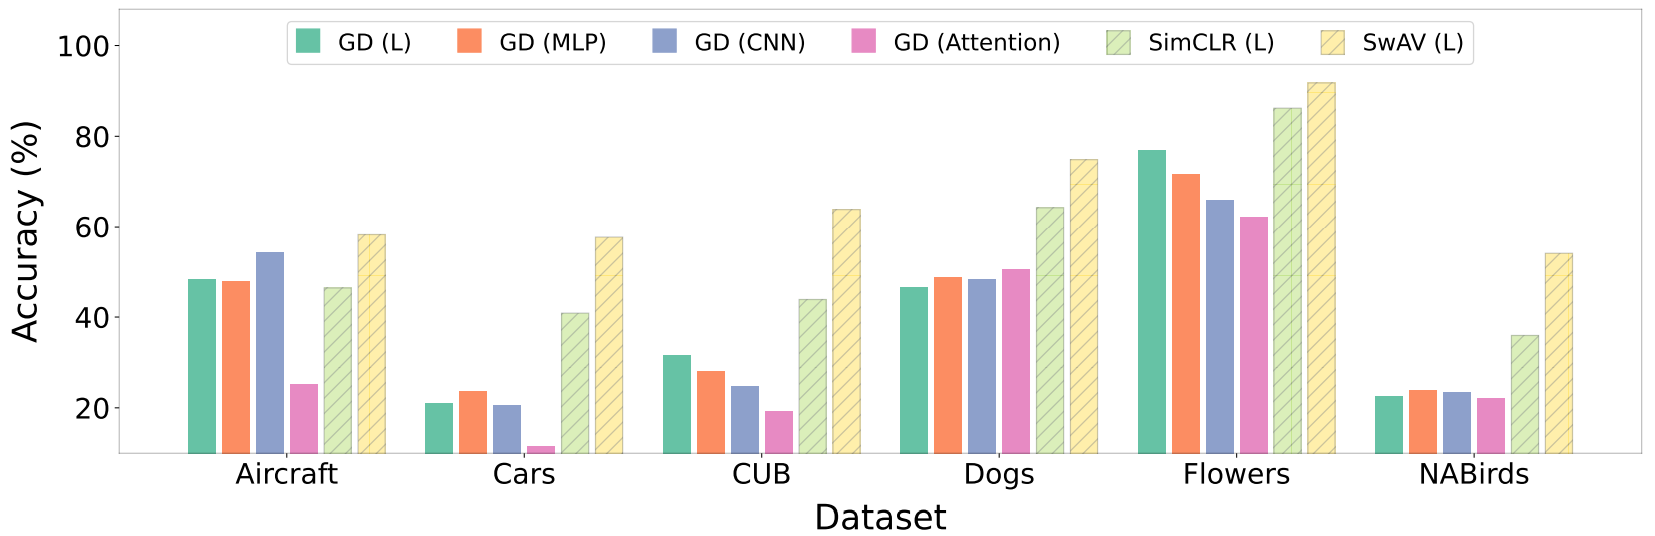 GD (L) GD (MLP) GD (CNN) GD (Attention) SimCLR (L) SwAV (L)
100
80
60
40
20
Accuracy (%)
Aircraft Cars CUB Dogs Flowers NABirds
Dataset